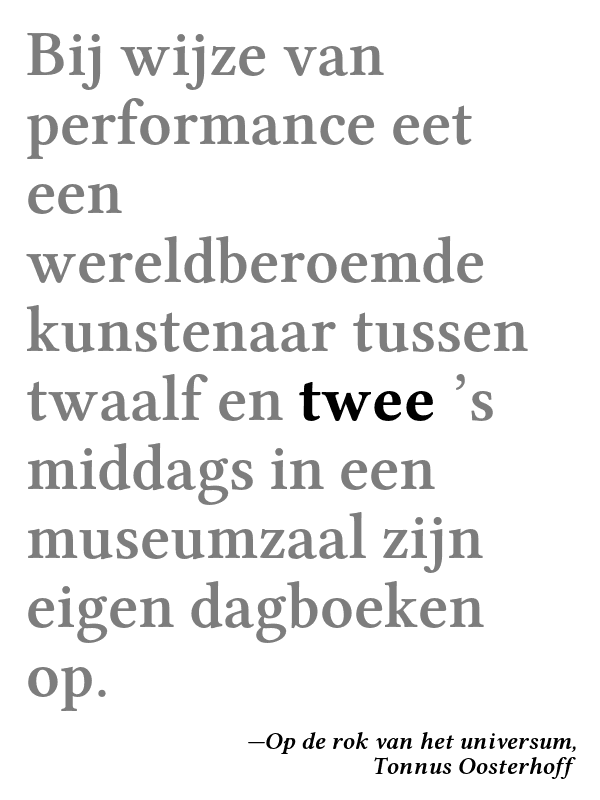 Bij wijze van
performance eet
een
wereldberoemde
kunstenaar tussen
twaalf en twee ’s
middags in een
museumzaal zijn
eigen dagboeken
op.
—Op de rok van het universum,
Tonnus Oosterhoff